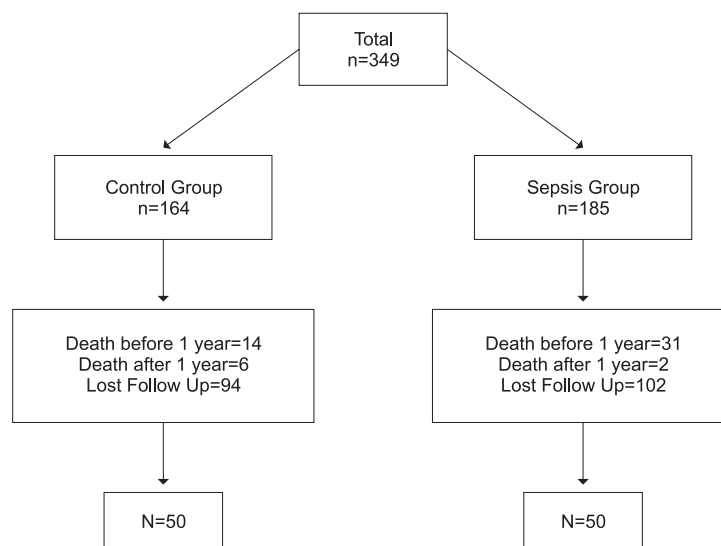 Total
n=349
Control Group
n=164
Sepsis Group
n=185
Death before 1 year=14
Death after 1 year=6
Lost Follow Up=94
Death before 1 year=31
Death after 1 year=2
Lost Follow Up=102
N=50
N=50